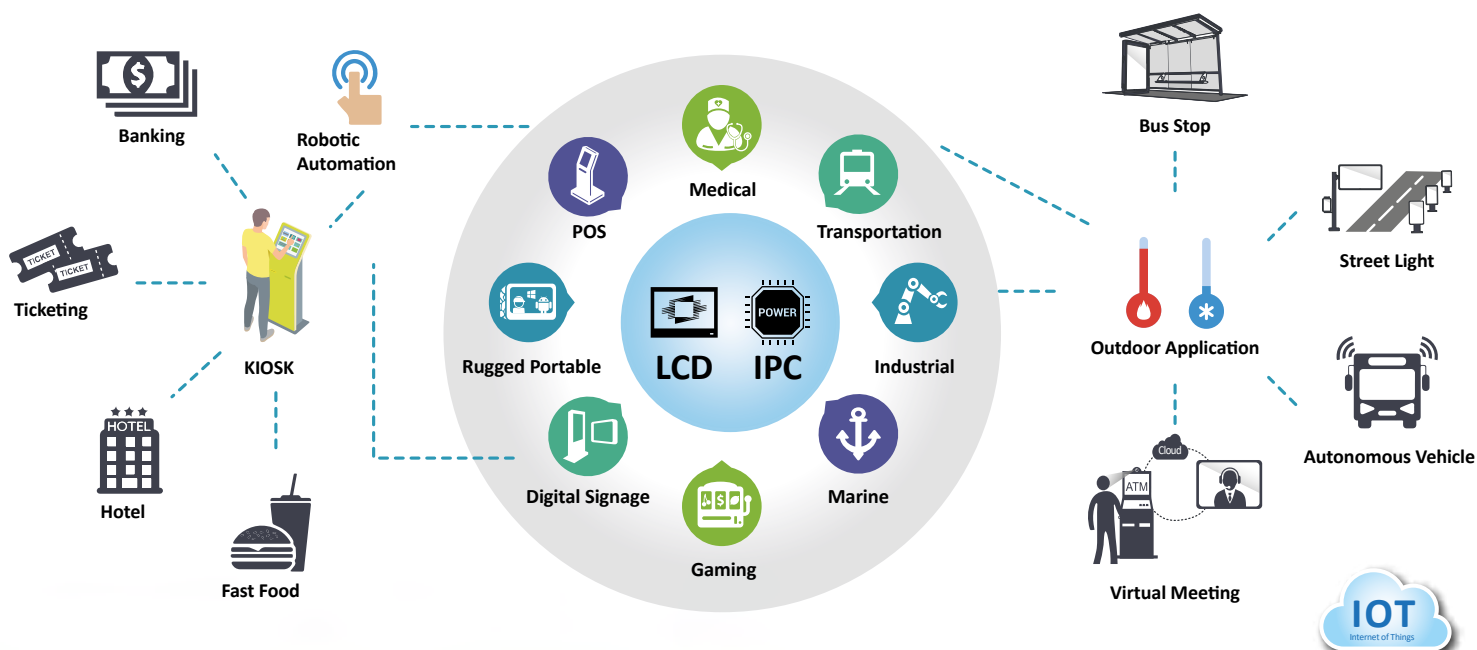 Banking
Robotic
Automation
TICKET
TICKET
Ticketing
KIOSK
HOTEL
Hotel
Fast Food
Medical
POS
Transportation
Rugged Portable
LCD
POWER
IPC
Industrial
Digital Signage
Marine
$
Gaming
Bus Stop
Street Light
Outdoor Application
Autonomous Vehicle
Cloud
ATM
Virtual Meeting
IOT
Internet of Things
$